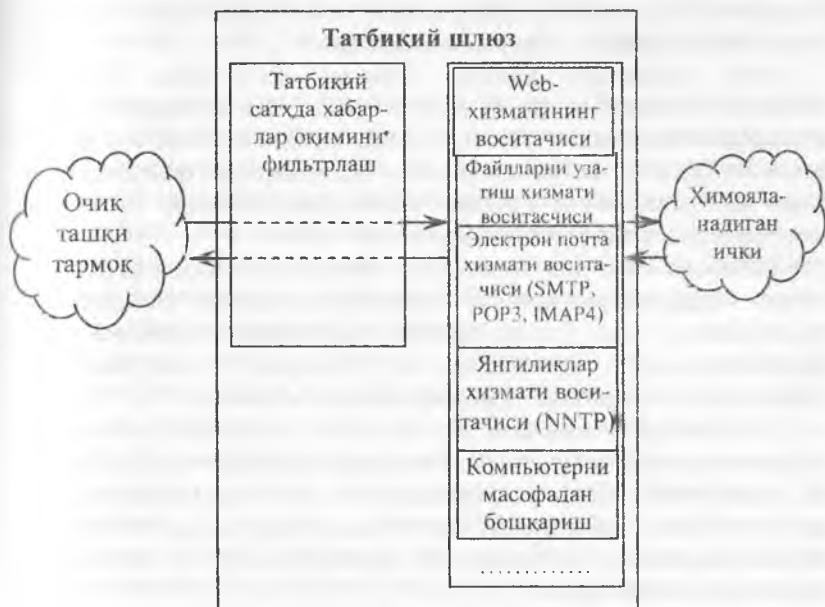 Татбиқий шлюз
Татбиқий
сатҳда хабар-
лар оқимини
фильтрлаш
Web-
хизматининг
воситачиси
Файлларни уза-
тиш хизмати
воситасчиси
Электрон почта
хизмати восита-
чиси (SMTP,
POP3, IMAP4)
Янгиликлар
хизмати воси-
тачиси (NNTP)
Компьютерни
масофадан
бошқариш
. . . . . . . . . . . .
Очиқ
ташқи
тармоқ
Ҳимояла-
надиган
ички